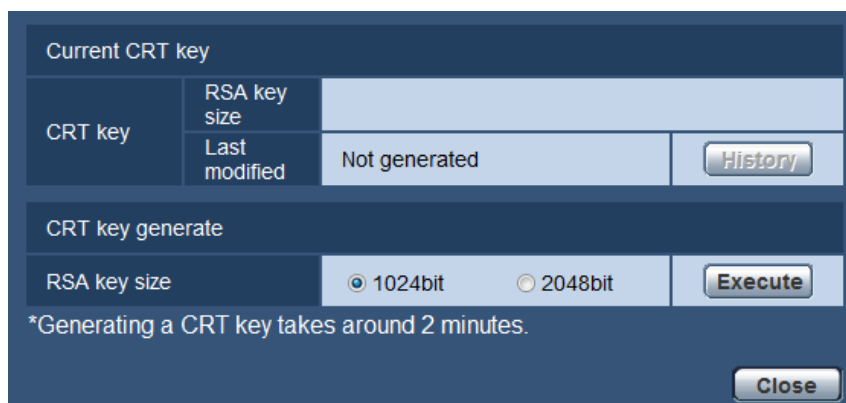 Current CRT key
CRT key
RSA key
size
Last
modified
Not generated
History
CRT key generate
RSA key size
1024bit
2048bit
Execute
*Generating a CRT key takes around 2 minutes.
Close